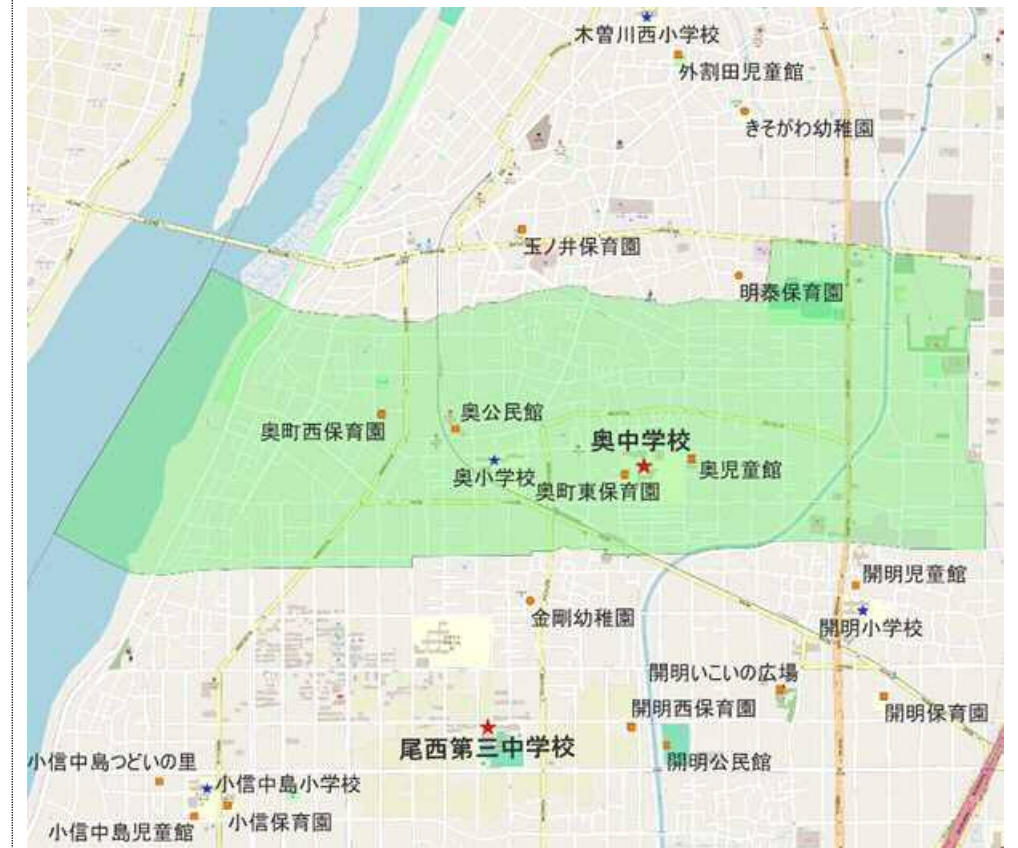 木曽川西小学校
外割田児童館
きそがわ幼稚園
玉ノ井保育園
明泰保育園
奥公民館
奥町西保育園
奥中学校
奥小学校
奥児童館
奥町東保育園
開明児童館
金剛幼稚園
開明小学校
開明いこいの広場
開明西保育園
開明保育園
尾西第三中学校
小信中島つどいの里
開明公民館
小信中島小学校
小信保育園
小信中島児童館